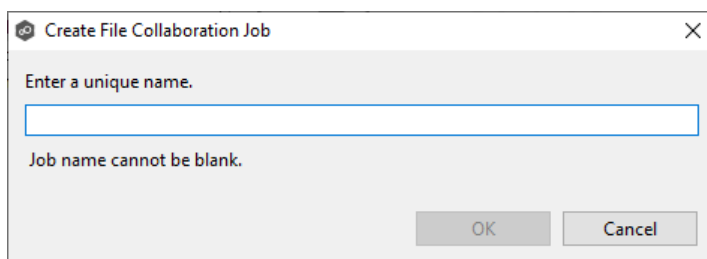 Create File Collaboration Job
Enter a unique name.
Job name cannot be blank.
OK
Cancel